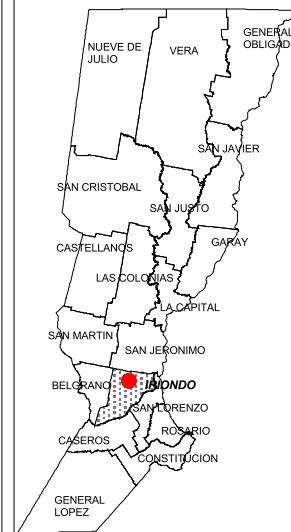 GENERAL
OBLIGADO
NUEVE DE
JULIO
VERA
SAN JAVIER
SAN CRISTOBAL
SAN JUSTO
GARAY
CASTELLANOS
LAS COLONIAS
LA CAPITAL
SAN MARTIN
SAN JERONIMO
BELGRANO
IRIONDO
SAN LORENZO
ROSARIO
CASEROS
CONSTITUCION
GENERAL
LOPEZ